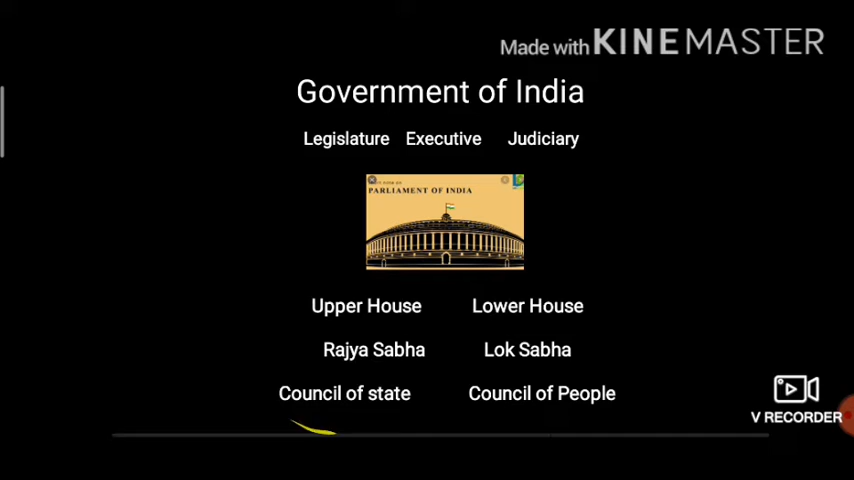 Made with KINEMASTER
Government of India
Legislature Executive Judiciary
PARLIAMENT OF INDIA
Upper House Lower House
Rajya Sabha Lok Sabha
Council of state Council of People
V RECORDER